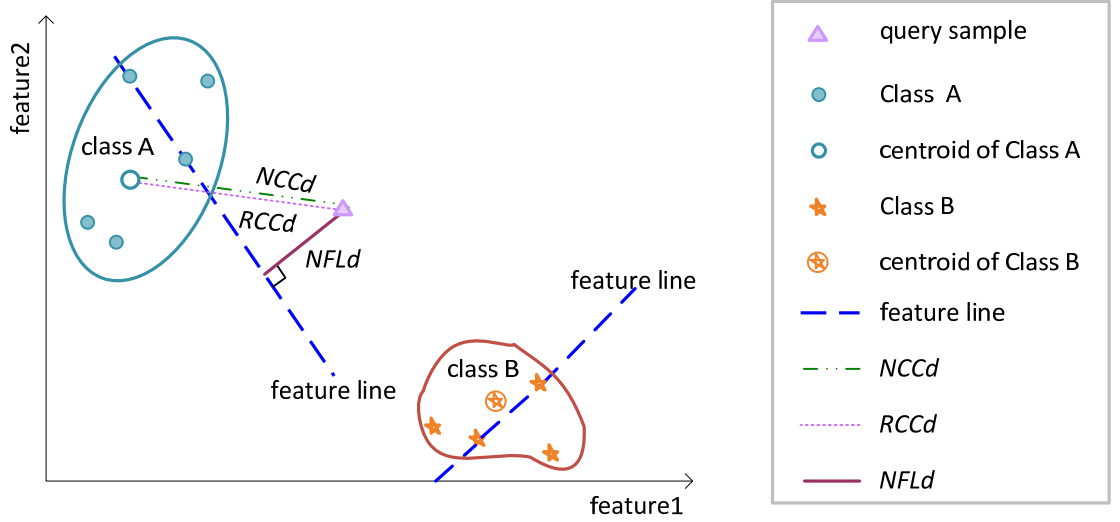 feature2
class A
NCCd
RCCd
NFLd
feature line
feature line
class B
feature1
query sample
Class A
centroid of Class A
Class B
centroid of Class B
feature line
NCCd
RCCd
NFLd